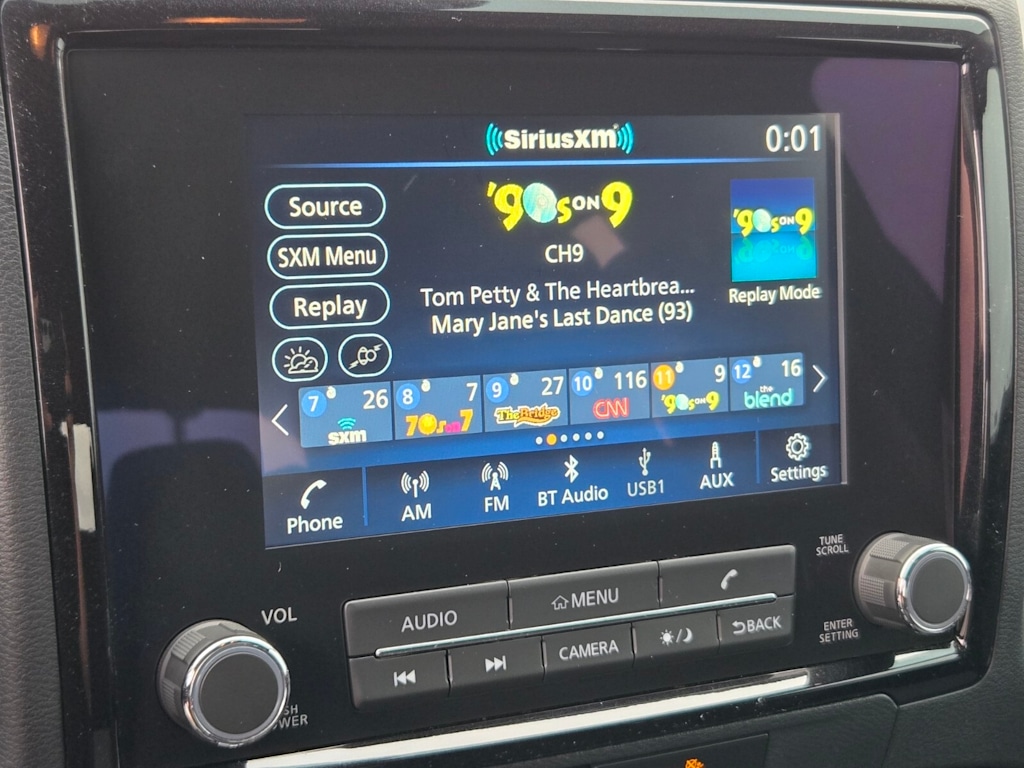 SiriusXm
0:01
Source
'90s ON 9
'90s ON 9
SXM Menu
CH9
Replay
Tom Petty & The Heartbrea...
Replay Mode
Mary Jane's Last Dance (93)
7 26
sxm
8 7
70s on 7
9 27
The Bridge
10 116
CNN
11 9
'90s ON 9
12 16
the blend
Phone
AM
FM
BT Audio
USB1
AUX
Settings
TUNE
SCROLL
VOL
AUDIO
MENU
CAMERA
BACK
ENTER
SETTING